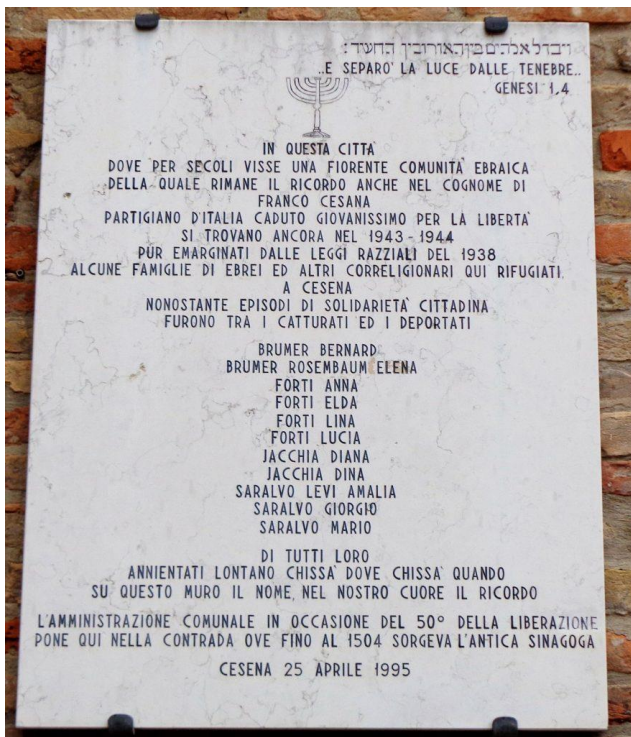 ויבדל אלהים בין האור ובין החשך:
..E SEPARO' LA LUCE DALLE TENEBRE..
GENESI 1.4
IN QUESTA CITTA'
DOVE PER SECOLI VISSE UNA FIORENTE COMUNITA' EBRAICA
DELLA QUALE RIMANE IL RICORDO ANCHE NEL COGNOME DI
FRANCO CESANA
PARTIGIANO D'ITALIA CADUTO GIOVANISSIMO PER LA LIBERTA'
SI TROVANO ANCORA NEL 1943-1944
PUR EMARGINATI DALLE LEGGI RAZZIALI DEL 1938
ALCUNE FAMIGLIE DI EBREI ED ALTRI CORRELIGIONARI QUI RIFUGIATI.
A CESENA
NONOSTANTE EPISODI DI SOLIDARIETA' CITTADINA
FURONO TRA I CATTURATI ED I DEPORTATI
BRUMER BERNARD
BRUMER ROSEMBAUM ELENA
FORTI ANNA
FORTI ELDA
FORTI LINA
FORTI LUCIA
JACCHIA DIANA
JACCHIA DINA
SARALVO LEVI AMALIA
SARALVO GIORGIO
SARALVO MARIO
DI TUTTI LORO
ANNIENTATI LONTANO CHISSA' DOVE CHISSA' QUANDO
SU QUESTO MURO IL NOME, NEL NOSTRO CUORE IL RICORDO
L'AMMINISTRAZIONE COMUNALE IN OCCASIONE DEL 50° DELLA LIBERAZIONE
PONE QUI NELLA CONTRADA OVE FINO AL 1504 SORGEVA L'ANTICA SINAGOGA
CESENA 25 APRILE 1995